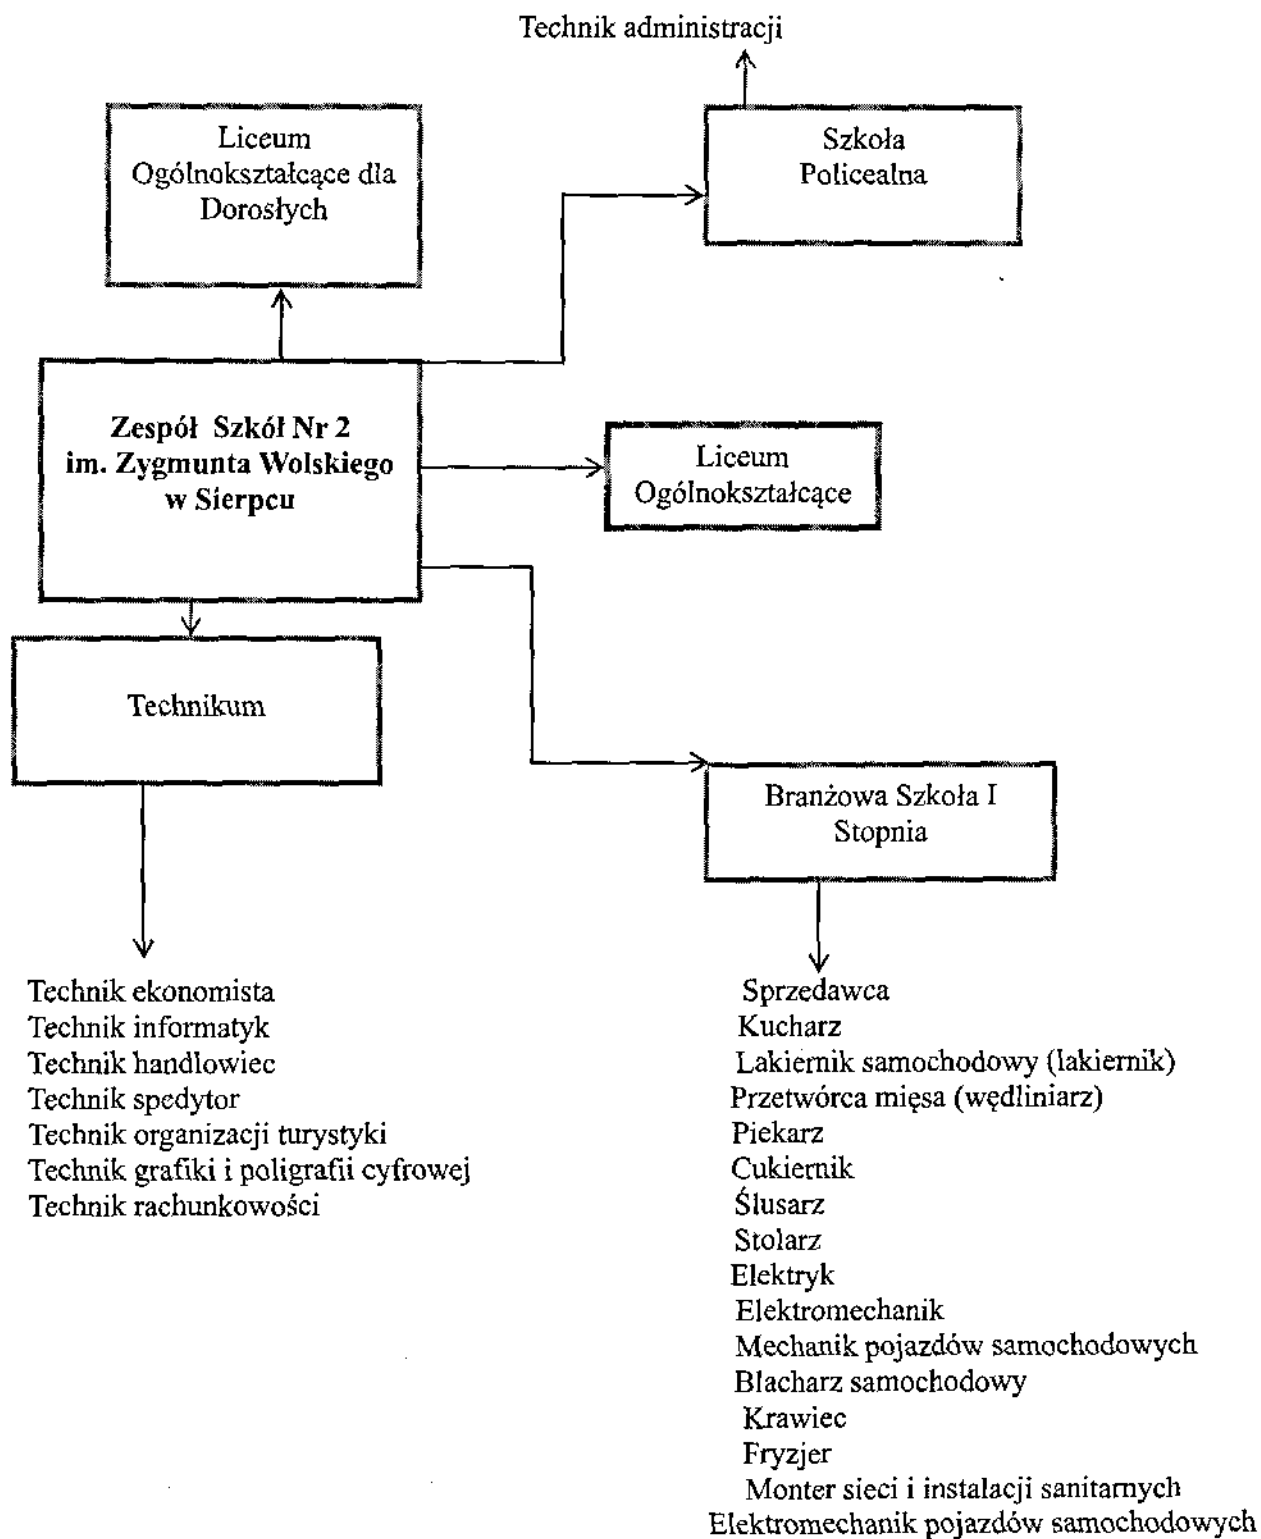 Technik administracji
Liceum
Ogólnokształcące dla
Dorosłych
Szkoła
Policealna
Zespół Szkół Nr 2
im. Zygmunta Wolskiego
w Sierpcu
Liceum
Ogólnokształcące
Technikum
Branżowa Szkoła I
Stopnia
Technik ekonomista
Technik informatyk
Technik handlowiec
Technik spedytor
Technik organizacji turystyki
Technik grafiki i poligrafii cyfrowej
Technik rachunkowości
Sprzedawca
Kucharz
Lakiernik samochodowy (lakiernik)
Przetwórca mięsa (wędliniarz)
Piekarz
Cukiernik
Ślusarz
Stolarz
Elektryk
Elektromechanik
Mechanik pojazdów samochodowych
Blacharz samochodowy
Krawiec
Fryzjer
Monter sieci i instalacji sanitarnych
Elektromechanik pojazdów samochodowych